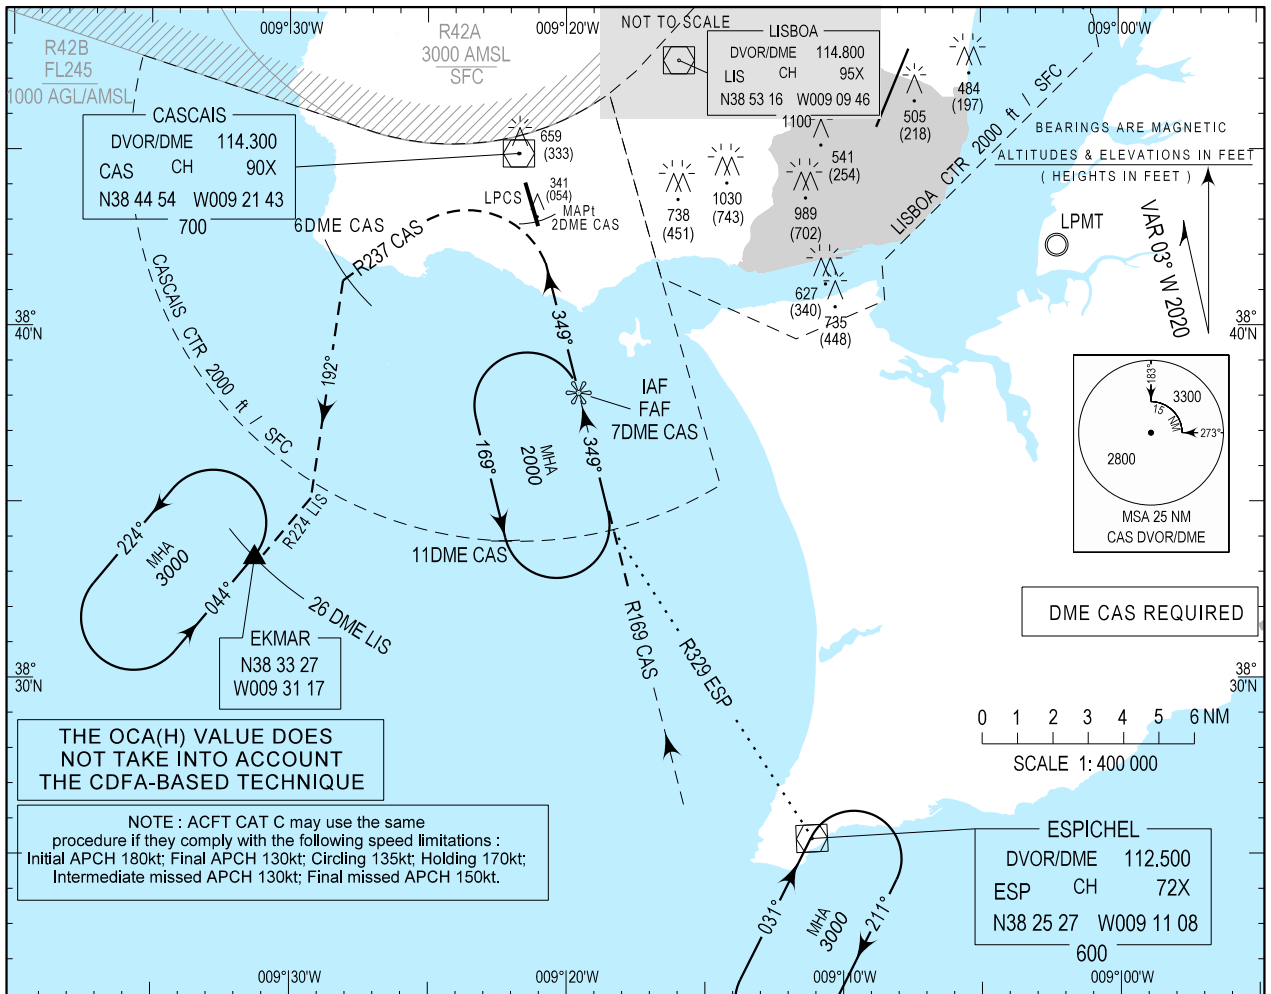 009°30'W
009°20'W
009°00'W
NOT TO SCALE
R42B
FL245
1000 AGL/AMSL
R42A
3000 AMSL
SFC
LISBOA
DVOR/DME 114.800
LIS CH 95X
N38 53 16 W009 09 46
1100
484
(197)
505
(218)
541
(254)
BEARINGS ARE MAGNETIC
ALTITUDES & ELEVATIONS IN FEET
( HEIGHTS IN FEET )
CASCAIS
DVOR/DME 114.300
CAS CH 90X
N38 44 54 W009 21 43
700
659
(333)
LPCS
341
(054)
MAPt
2DME CAS
738
(451)
1030
(743)
989
(702)
627
(340)
735
(448)
LISBOA CTR 2000 ft / SFC
LPMT
VAR 03° W 2020
6DME CAS
R237 CAS
CASCAIS CTR 2000 ft / SFC
38°
40'N
38°
40'N
349°
192°
IAF
FAF
7DME CAS
349°
169°
MHA
2000
183°
15 NM
3300
273°
2800
MSA 25 NM
CAS DVOR/DME
R224 LIS
224°
MHA
3000
044°
11DME CAS
26 DME LIS
EKMAR
N38 33 27
W009 31 17
R169 CAS
R329 ESP
DME CAS REQUIRED
38°
30'N
38°
30'N
0 1 2 3 4 5 6 NM
SCALE 1: 400 000
THE OCA(H) VALUE DOES
NOT TAKE INTO ACCOUNT
THE CDFA-BASED TECHNIQUE
NOTE : ACFT CAT C may use the same
procedure if they comply with the following speed limitations :
Initial APCH 180kt; Final APCH 130kt; Circling 135kt; Holding 170kt;
Intermediate missed APCH 130kt; Final missed APCH 150kt.
ESPICHEL
DVOR/DME 112.500
ESP CH 72X
N38 25 27 W009 11 08
600
031°
MHA
3000
211°
009°30'W
009°20'W
009°10'W
009°00'W